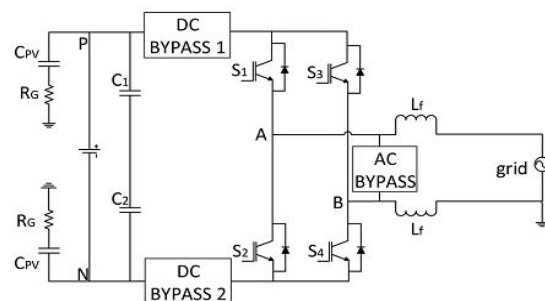 P
DC
BYPASS 1
CPV
RG
C1
S1
S3
A
Lf
AC
BYPASS
grid
B
Lf
C2
RG
CPV
S2
S4
N
DC
BYPASS 2